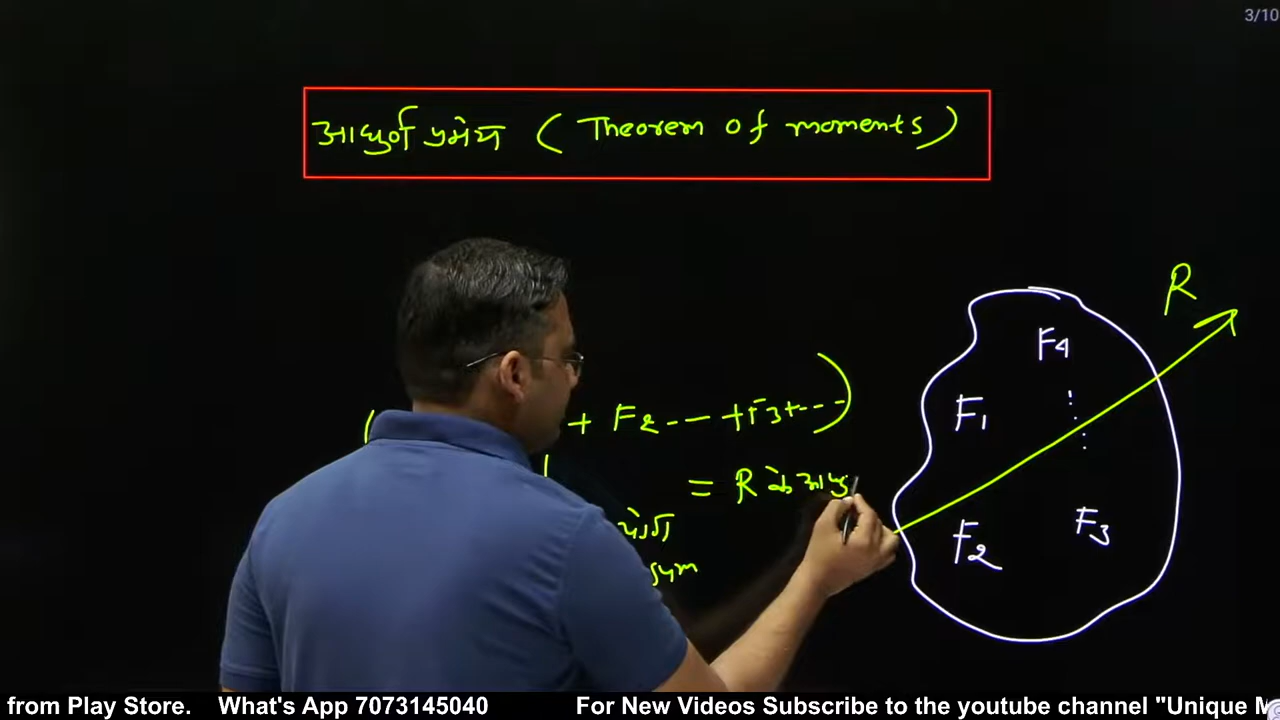 3/10
आघुर्ण प्रमेय ( Theorem of moments )
R
F4
F1
+ F2 -- — + F3+---- )
= R के आघु
F2
F3
योग
sum
from Play Store. What's App 7073145040 For New Videos Subscribe to the youtube channel "Unique M